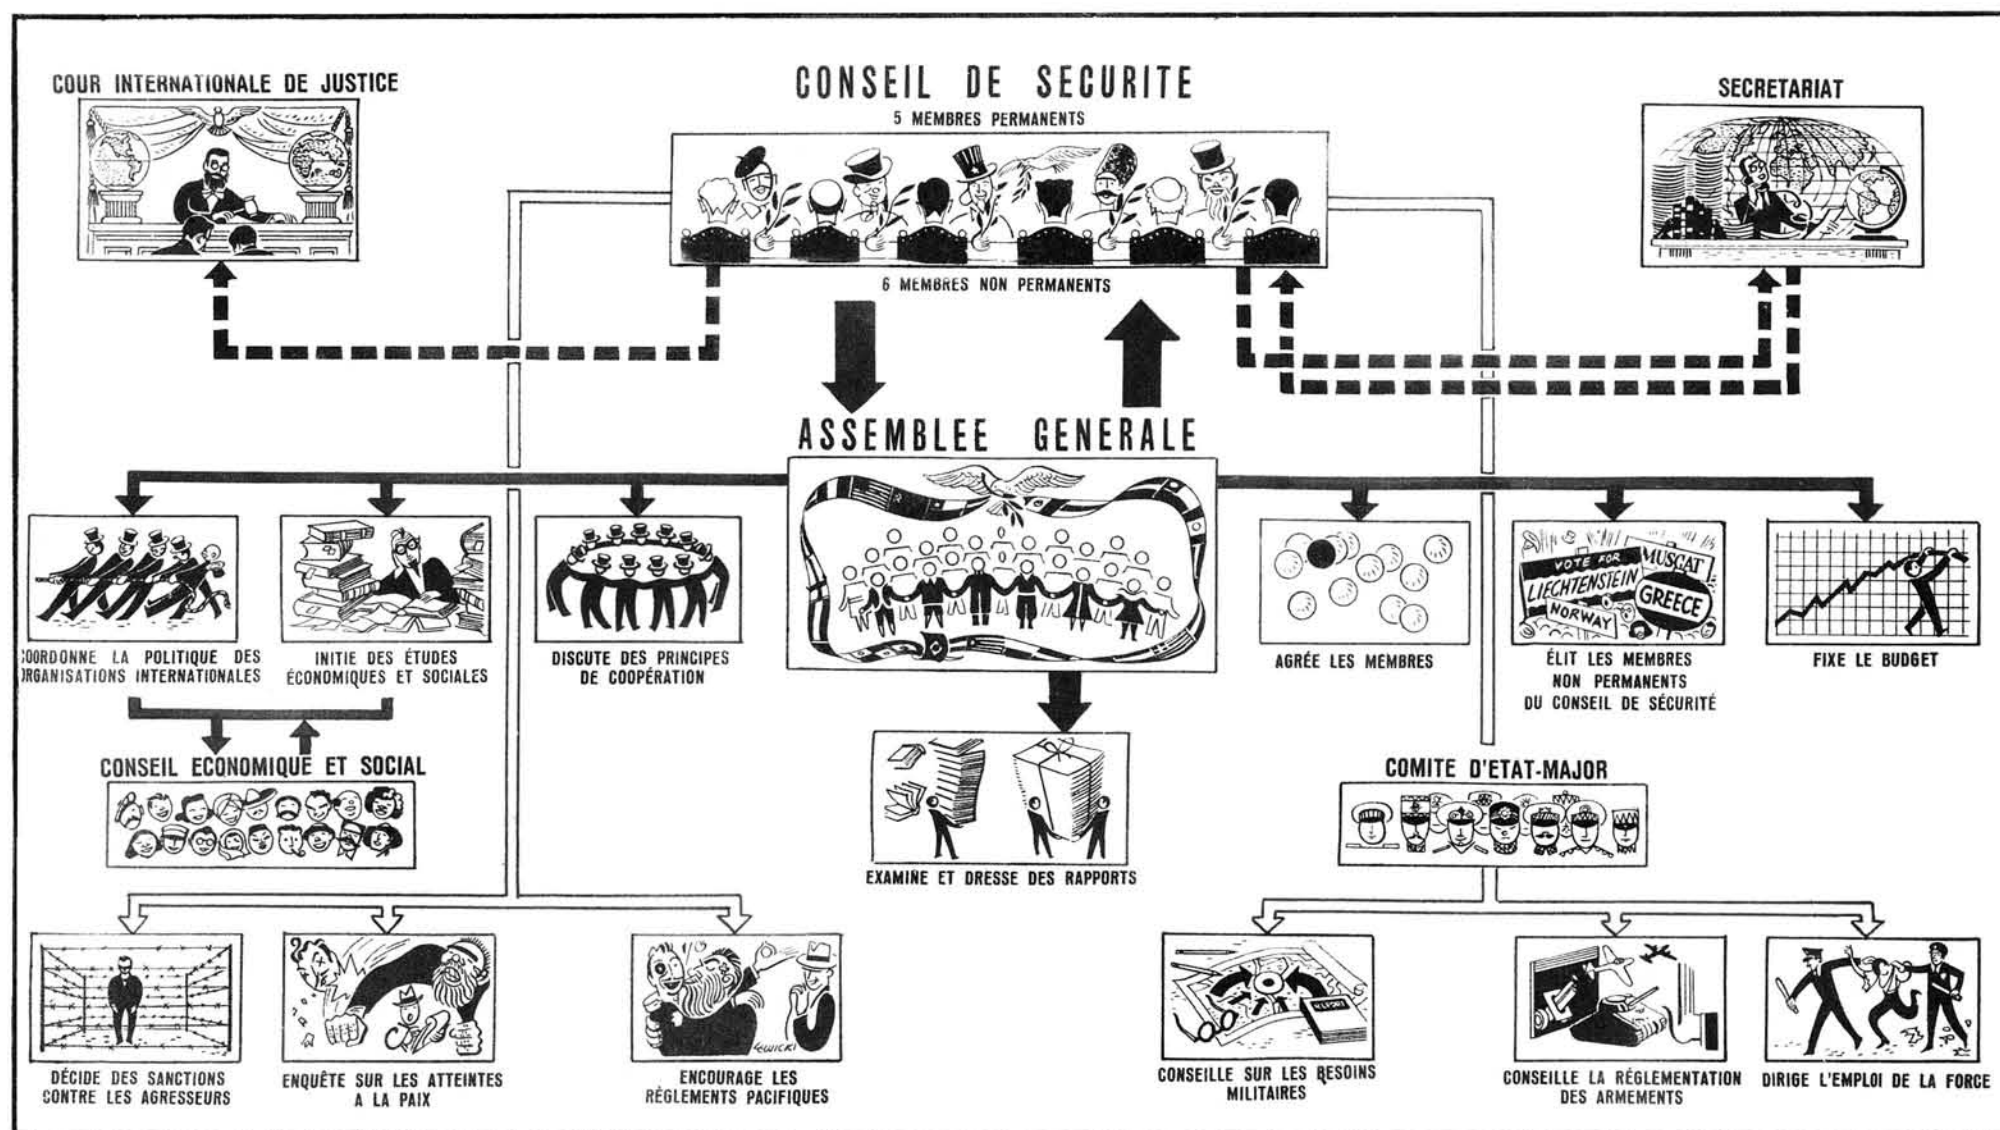 COUR INTERNATIONALE DE JUSTICE
CONSEIL DE SECURITE
5 MEMBRES PERMANENTS
SECRETARIAT
6 MEMBRES NON PERMANENTS
ASSEMBLEE GENERALE
VOTE FOR
MUSCAT
LIECHTENSTEIN
GREECE
NORWAY
COORDONNE LA POLITIQUE DES
ORGANISATIONS INTERNATIONALES
INITIE DES ÉTUDES
ÉCONOMIQUES ET SOCIALES
DISCUTE DES PRINCIPES
DE COOPÉRATION
AGRÉE LES MEMBRES
ÉLIT LES MEMBRES
NON PERMANENTS
DU CONSEIL DE SÉCURITÉ
FIXE LE BUDGET
CONSEIL ECONOMIQUE ET SOCIAL
COMITE D'ETAT-MAJOR
EXAMINE ET DRESSE DES RAPPORTS
LEWICKI
DÉCIDE DES SANCTIONS
CONTRE LES AGRESSEURS
ENQUÊTE SUR LES ATTEINTES
A LA PAIX
ENCOURAGE LES
RÉGLEMENTS PACIFIQUES
CONSEILLE SUR LES BESOINS
MILITAIRES
CONSEILLE LA RÉGLEMENTATION
DES ARMEMENTS
DIRIGE L'EMPLOI DE LA FORCE